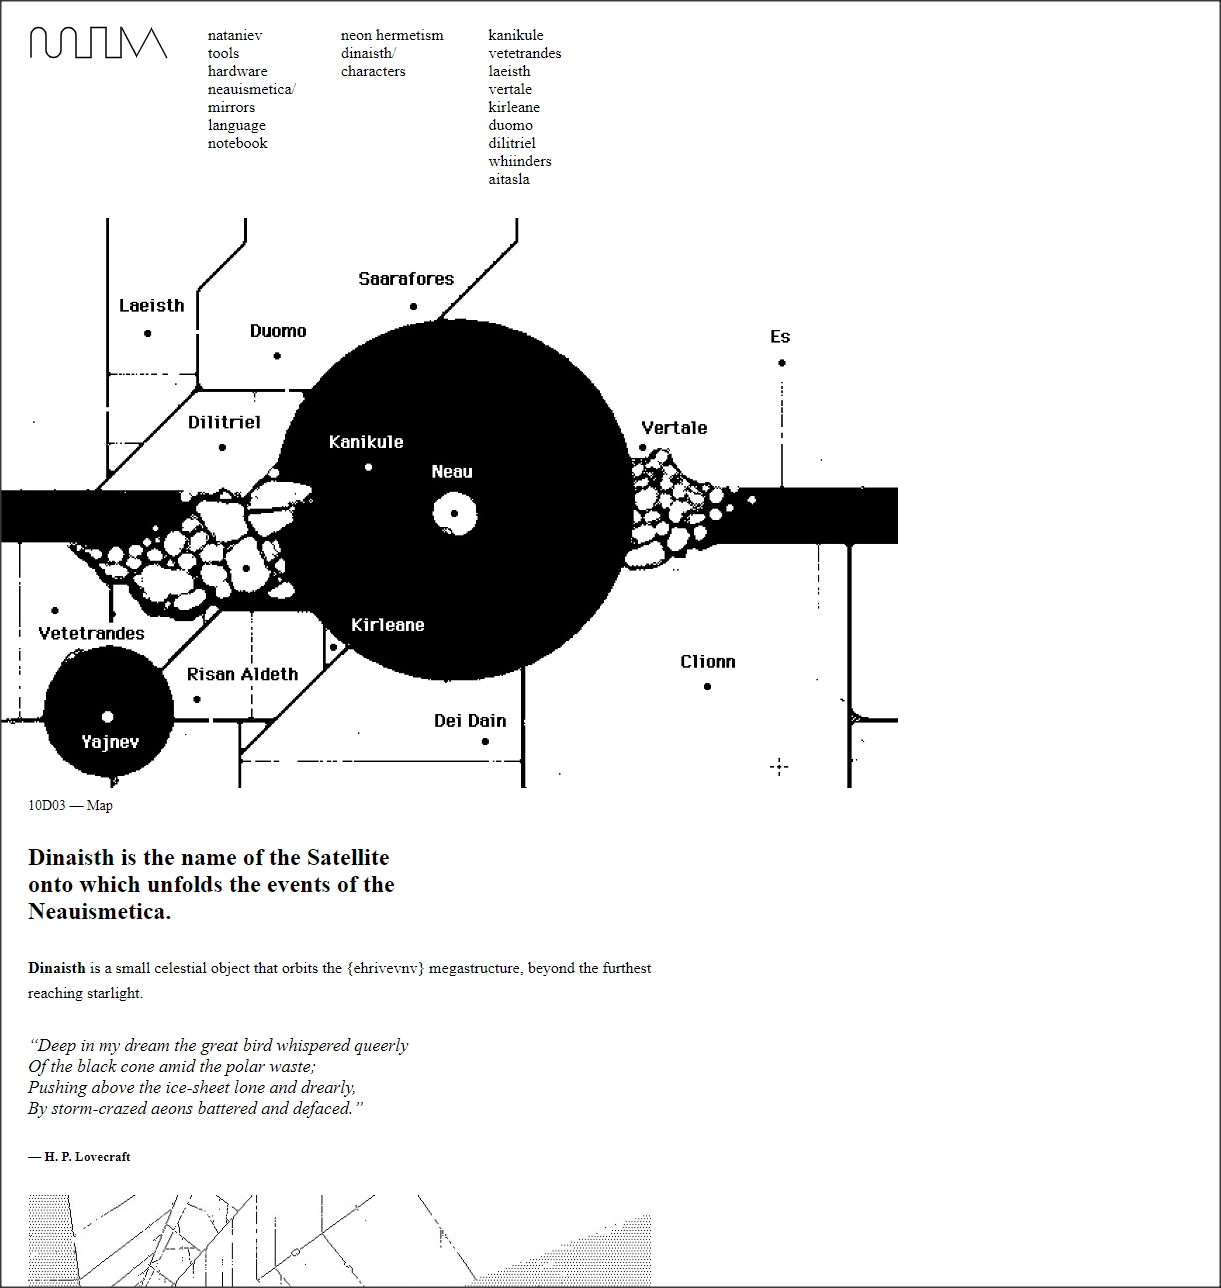 nataniev
tools
hardware
neauismetica/
mirrors
language
notebook
neon hermetism
dinaisth/
characters
kanikule
vetetrandes
laeisth
vertale
kirleane
duomo
dilitriel
whiinders
aitasla
Saarafores
Laeisth
Duomo
Es
Dilitriel
Vertale
Kanikule
Neau
Kirleane
Vetetrandes
Clionn
Risan Aldeth
Dei Dain
Yajnev
10D03 — Map
Dinaisth is the name of the Satellite
onto which unfolds the events of the
Neauismetica.
Dinaisth is a small celestial object that orbits the {ehrivevnv} megastructure, beyond the furthest
reaching starlight.
“Deep in my dream the great bird whispered queerly
Of the black cone amid the polar waste;
Pushing above the ice-sheet lone and drearly,
By storm-crazed aeons battered and defaced.”
— H. P. Lovecraft